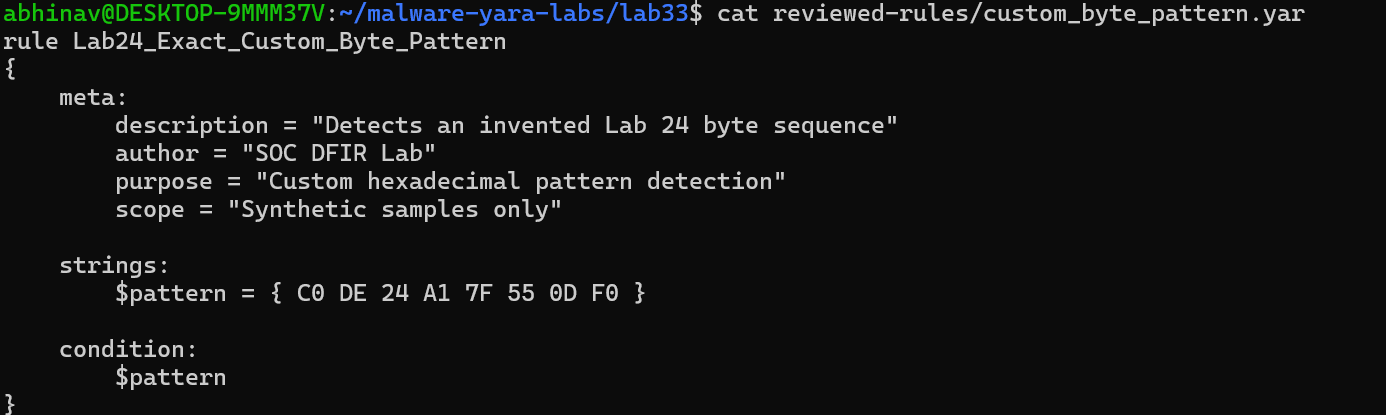 abhinav@DESKTOP-9MMM37V:~/malware-yara-labs/lab33$ cat reviewed-rules/custom_byte_pattern.yar
rule Lab24_Exact_Custom_Byte_Pattern
{
    meta:
        description = "Detects an invented Lab 24 byte sequence"
        author = "SOC DFIR Lab"
        purpose = "Custom hexadecimal pattern detection"
        scope = "Synthetic samples only"

    strings:
        $pattern = { C0 DE 24 A1 7F 55 0D F0 }

    condition:
        $pattern
}